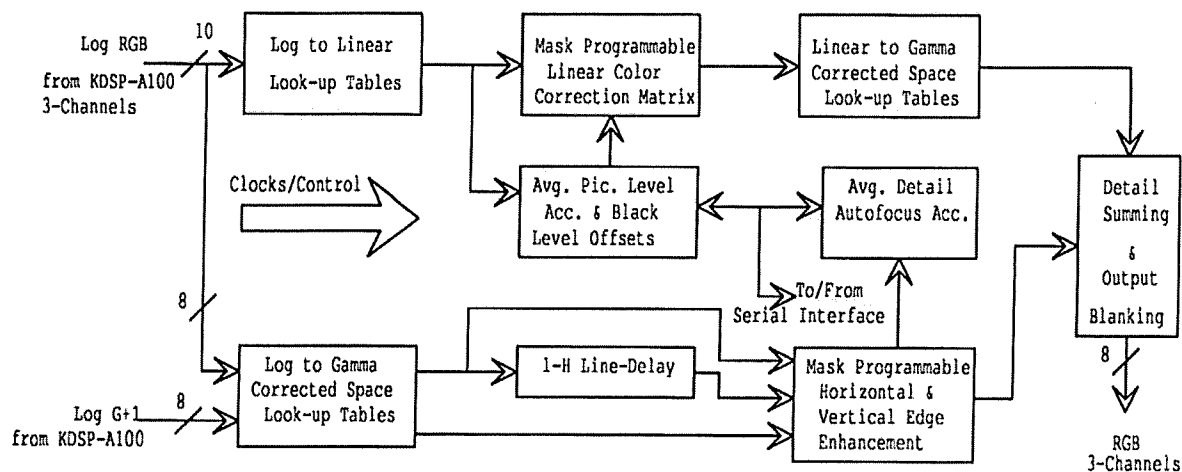 10
Log RGB
from KDSP-A100
3-Channels
Log to Linear
Look-up Tables
Mask Programmable
Linear Color
Correction Matrix
Linear to Gamma
Corrected Space
Look-up Tables
Clocks/Control
Avg. Pic. Level
Acc. & Black
Level Offsets
Avg. Detail
Autofocus Acc.
Detail
Summing
&
Output
Blanking
8
To/From
Serial Interface
8
Log to Gamma
Corrected Space
Look-up Tables
1-H Line-Delay
Mask Programmable
Horizontal &
Vertical Edge
Enhancement
8
Log G+1
from KDSP-A100
RGB
3-Channels